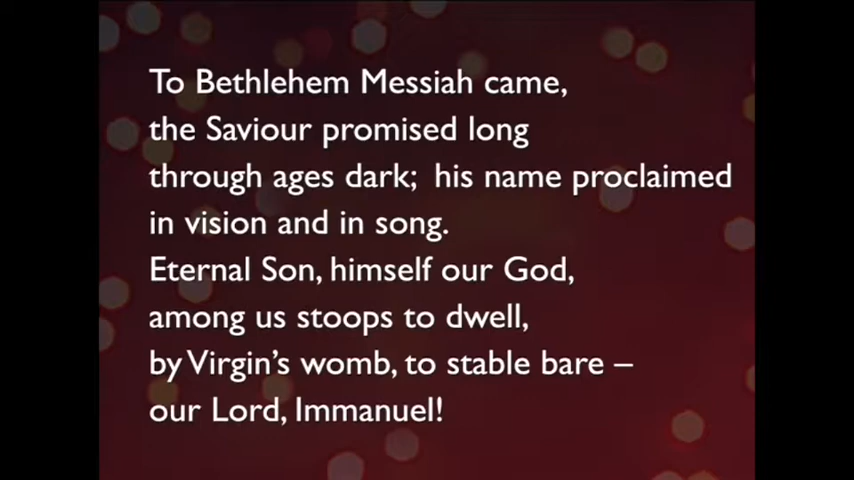 To Bethlehem Messiah came,
the Saviour promised long
through ages dark;  his name proclaimed
in vision and in song.
Eternal Son, himself our God,
among us stoops to dwell,
by Virgin's womb, to stable bare –
our Lord, Immanuel!